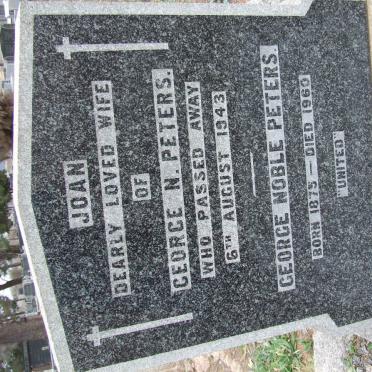 JOAN
DEARLY LOVED WIFE
OF
GEORGE N. PETERS.
WHO PASSED AWAY
6TH AUGUST 1943.
GEORGE NOBLE PETERS
BORN 1875 — DIED 1960
"UNITED"